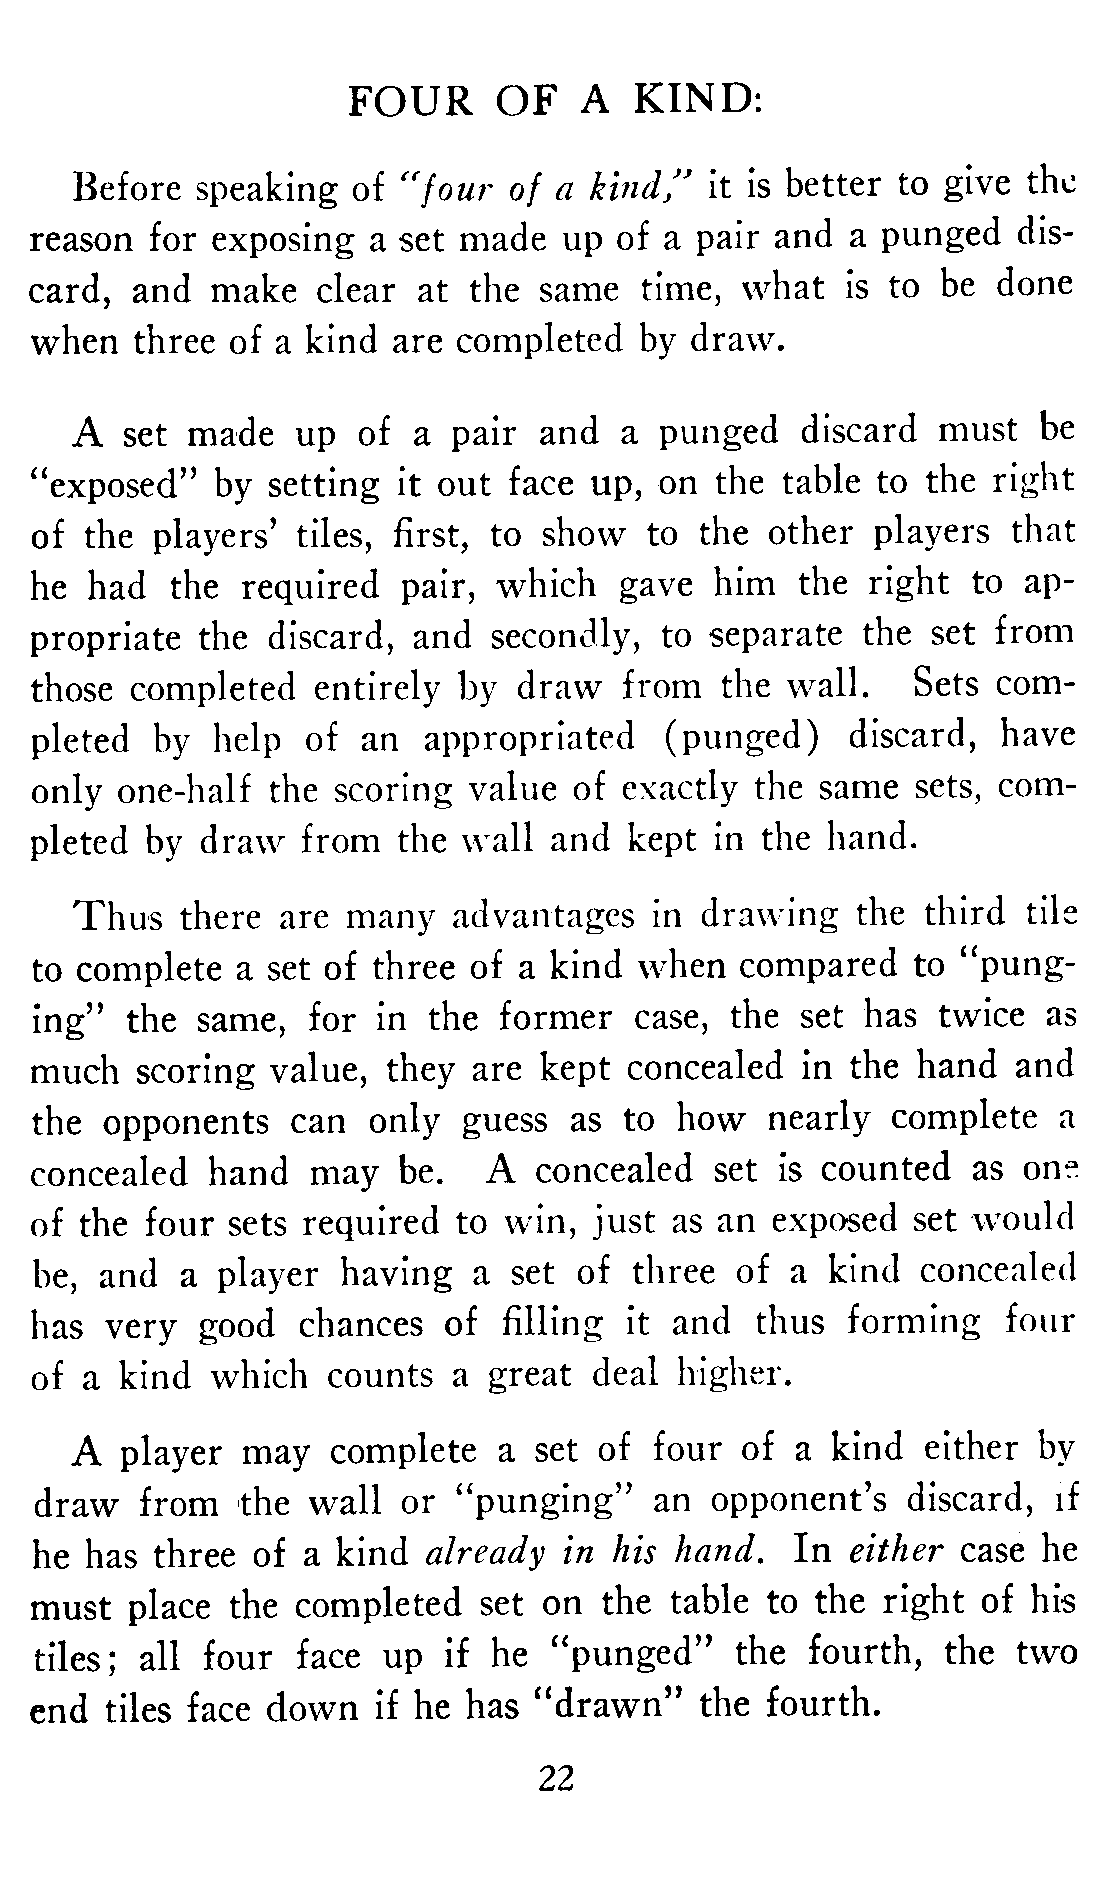 FOUR OF A KIND:
Before speaking of "four of a kind," it is better to give the
reason for exposing a set made up of a pair and a punged dis-
card, and make clear at the same time, what is to be done
when three of a kind are completed by draw.
A set made up of a pair and a punged discard must be
"exposed" by setting it out face up, on the table to the right
of the players' tiles, first, to show to the other players that
he had the required pair, which gave him the right to ap-
propriate the discard, and secondly, to separate the set from
those completed entirely by draw from the wall. Sets com-
pleted by help of an appropriated (punged) discard, have
only one-half the scoring value of exactly the same sets, com-
pleted by draw from the wall and kept in the hand.
Thus there are many advantages in drawing the third tile
to complete a set of three of a kind when compared to "pung-
ing" the same, for in the former case, the set has twice as
much scoring value, they are kept concealed in the hand and
the opponents can only guess as to how nearly complete a
concealed hand may be. A concealed set is counted as one
of the four sets required to win, just as an exposed set would
be, and a player having a set of three of a kind concealed
has very good chances of filling it and thus forming four
of a kind which counts a great deal higher.
A player may complete a set of four of a kind either by
draw from the wall or "punging" an opponent's discard, if
he has three of a kind already in his hand. In either case he
must place the completed set on the table to the right of his
tiles; all four face up if he "punged" the fourth, the two
end tiles face down if he has "drawn" the fourth.
22